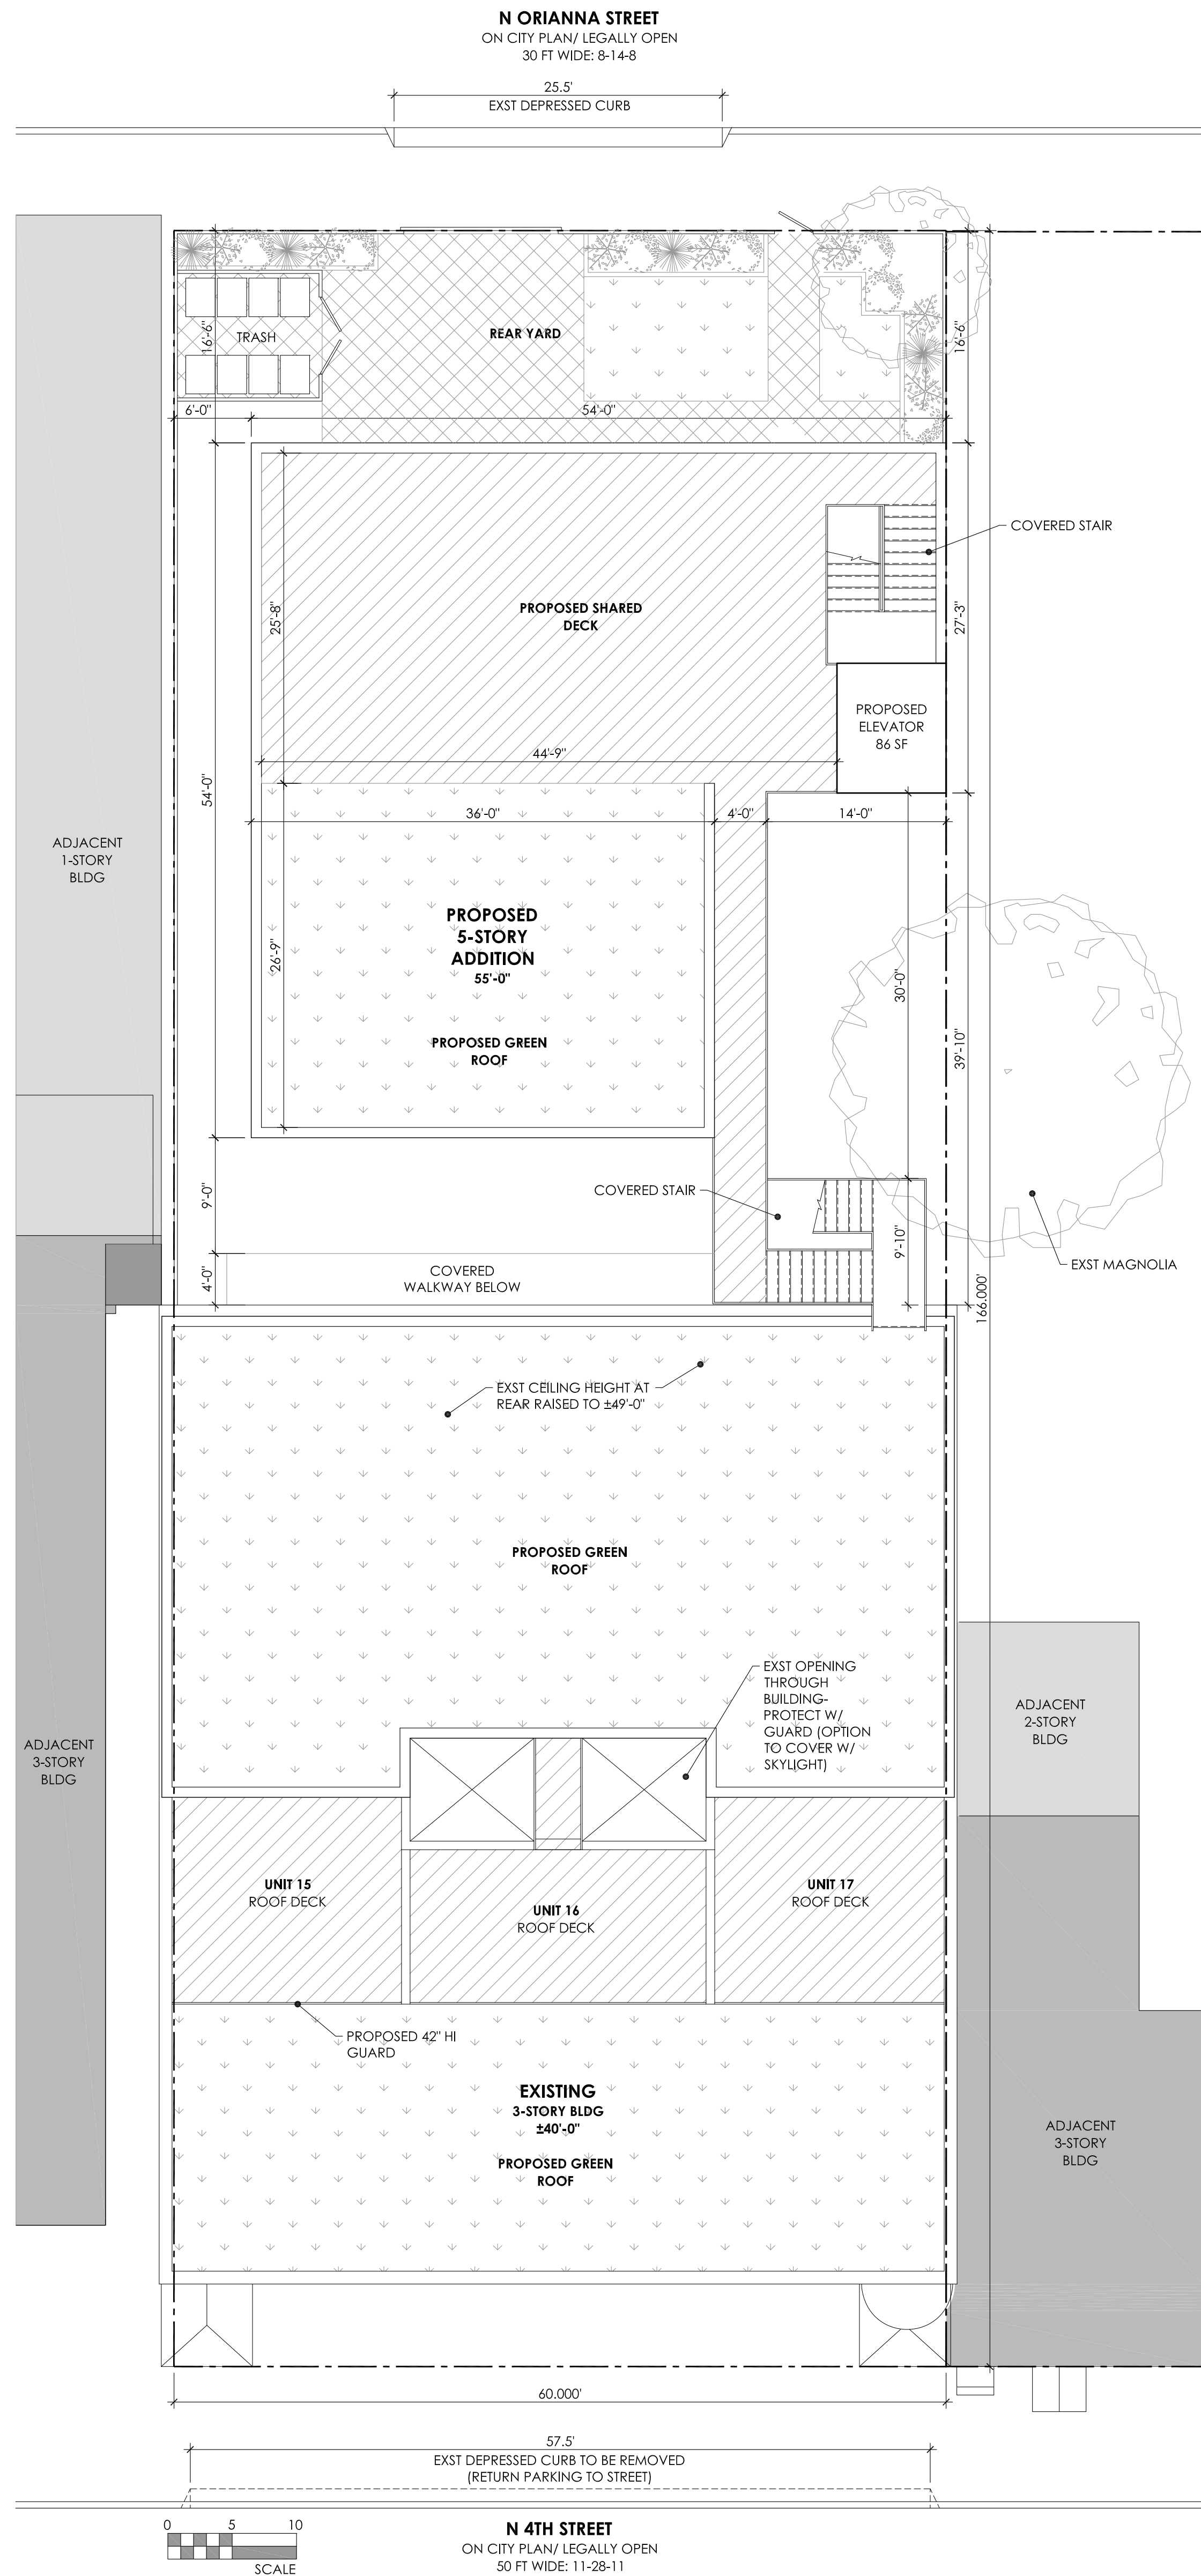 N ORIANNA STREET
ON CITY PLAN/ LEGALLY OPEN
30 FT WIDE: 8-14-8
25.5'
EXST DEPRESSED CURB
16'-6"
TRASH
REAR YARD
16'-6"
6'-0"
54'-0"
COVERED STAIR
25'-8"
PROPOSED SHARED
DECK
27'-3"
PROPOSED
ELEVATOR
86 SF
44'-9"
54'-0"
36'-0"
4'-0"
14'-0"
ADJACENT
1-STORY
BLDG
PROPOSED
5-STORY
ADDITION
55'-0"
26'-9"
30'-0"
PROPOSED GREEN
ROOF
39'-10"
COVERED STAIR
9'-0"
9'-10"
EXST MAGNOLIA
COVERED
WALKWAY BELOW
4'-0"
166.000'
EXST CEILING HEIGHT AT
REAR RAISED TO ±49'-0"
PROPOSED GREEN
ROOF
EXST OPENING
THROUGH
BUILDING-
PROTECT W/
GUARD (OPTION
TO COVER W/
SKYLIGHT)
ADJACENT
2-STORY
BLDG
ADJACENT
3-STORY
BLDG
UNIT 15
ROOF DECK
UNIT 16
ROOF DECK
UNIT 17
ROOF DECK
PROPOSED 42" HI
GUARD
EXISTING
3-STORY BLDG
±40'-0"
PROPOSED GREEN
ROOF
ADJACENT
3-STORY
BLDG
60.000'
57.5'
EXST DEPRESSED CURB TO BE REMOVED
(RETURN PARKING TO STREET)
0 5 10
SCALE
N 4TH STREET
ON CITY PLAN/ LEGALLY OPEN
50 FT WIDE: 11-28-11